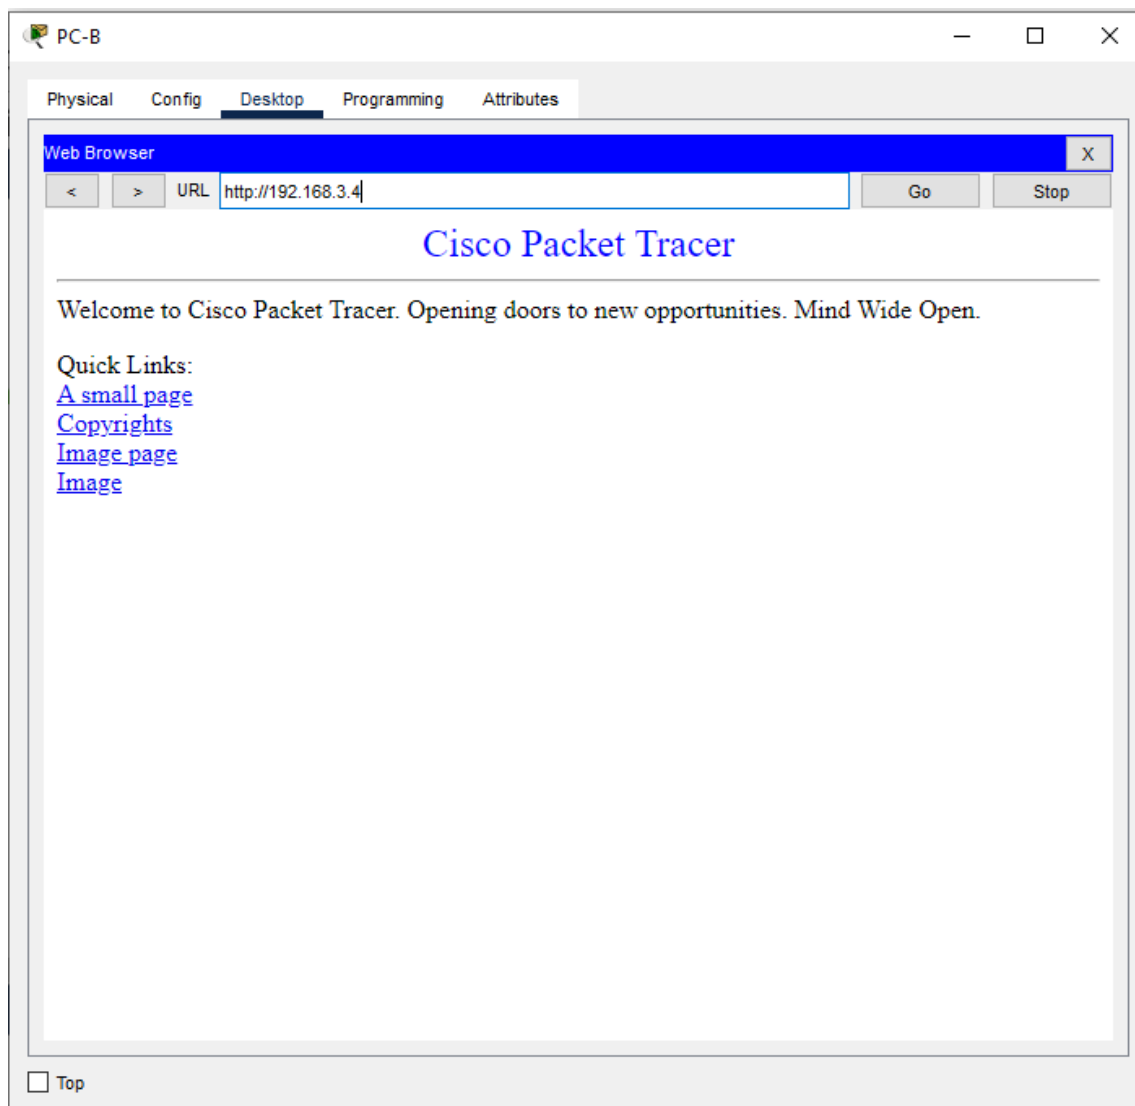 PC-B
Physical Config Desktop Programming Attributes
Web Browser X
< > URL http://192.168.3.4 Go Stop
Cisco Packet Tracer
Welcome to Cisco Packet Tracer. Opening doors to new opportunities. Mind Wide Open.
Quick Links:
A small page
Copyrights
Image page
Image
Top